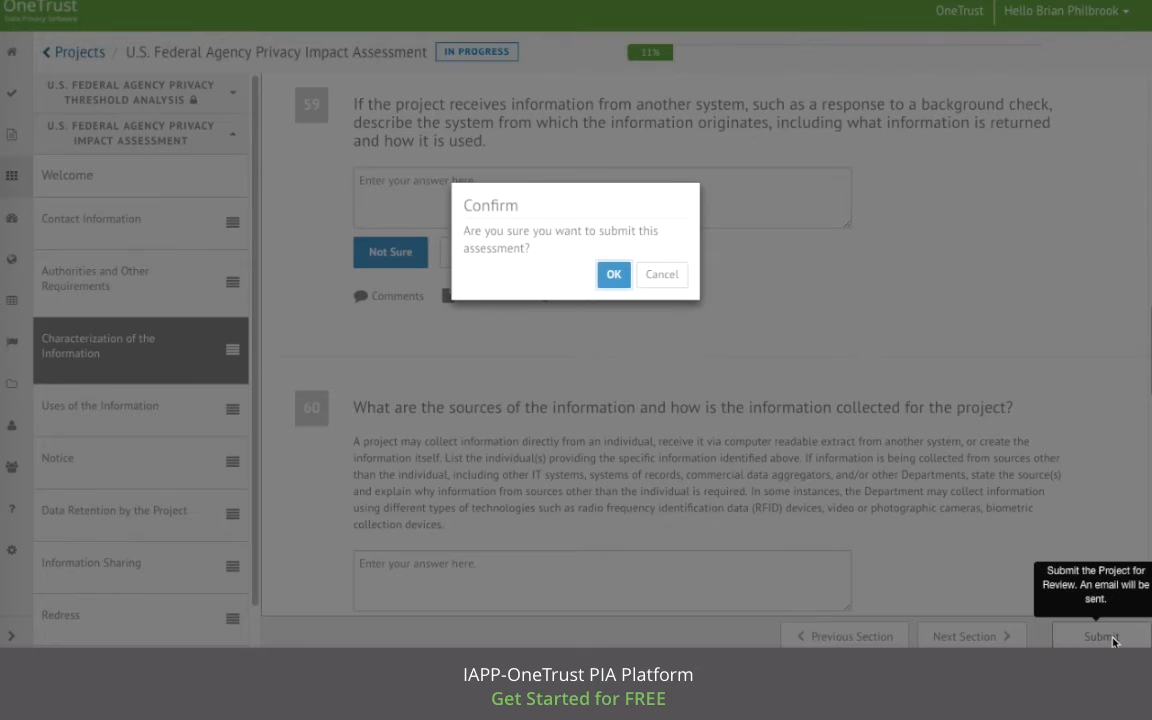 OneTrust
Data Privacy Software
OneTrust
Hello Brian Philbrook
Projects / U.S. Federal Agency Privacy Impact Assessment
IN PROGRESS
11%
U.S. FEDERAL AGENCY PRIVACY
THRESHOLD ANALYSIS
U.S. FEDERAL AGENCY PRIVACY
IMPACT ASSESSMENT
Welcome
Contact Information
Authorities and Other
Requirements
Characterization of the
Information
Uses of the Information
Notice
Data Retention by the Project
Information Sharing
Redress
59
If the project receives information from another system, such as a response to a background check,
describe the system from which the information originates, including what information is returned
and how it is used.
Enter your answer here.
Not Sure
Comments
Confirm
Are you sure you want to submit this
assessment?
OK
Cancel
60
What are the sources of the information and how is the information collected for the project?
A project may collect information directly from an individual, receive it via computer readable extract from another system, or create the
information itself. List the individual(s) providing the specific information identified above. If information is being collected from sources other
than the individual, including other IT systems, systems of records, commercial data aggregators, and/or other Departments, state the source(s)
and explain why information from sources other than the individual is required. In some instances, the Department may collect information
using different types of technologies such as radio frequency identification data (RFID) devices, video or photographic cameras, biometric
collection devices.
Enter your answer here.
Submit the Project for
Review. An email will be
sent.
Previous Section
Next Section
Submit
IAPP-OneTrust PIA Platform
Get Started for FREE